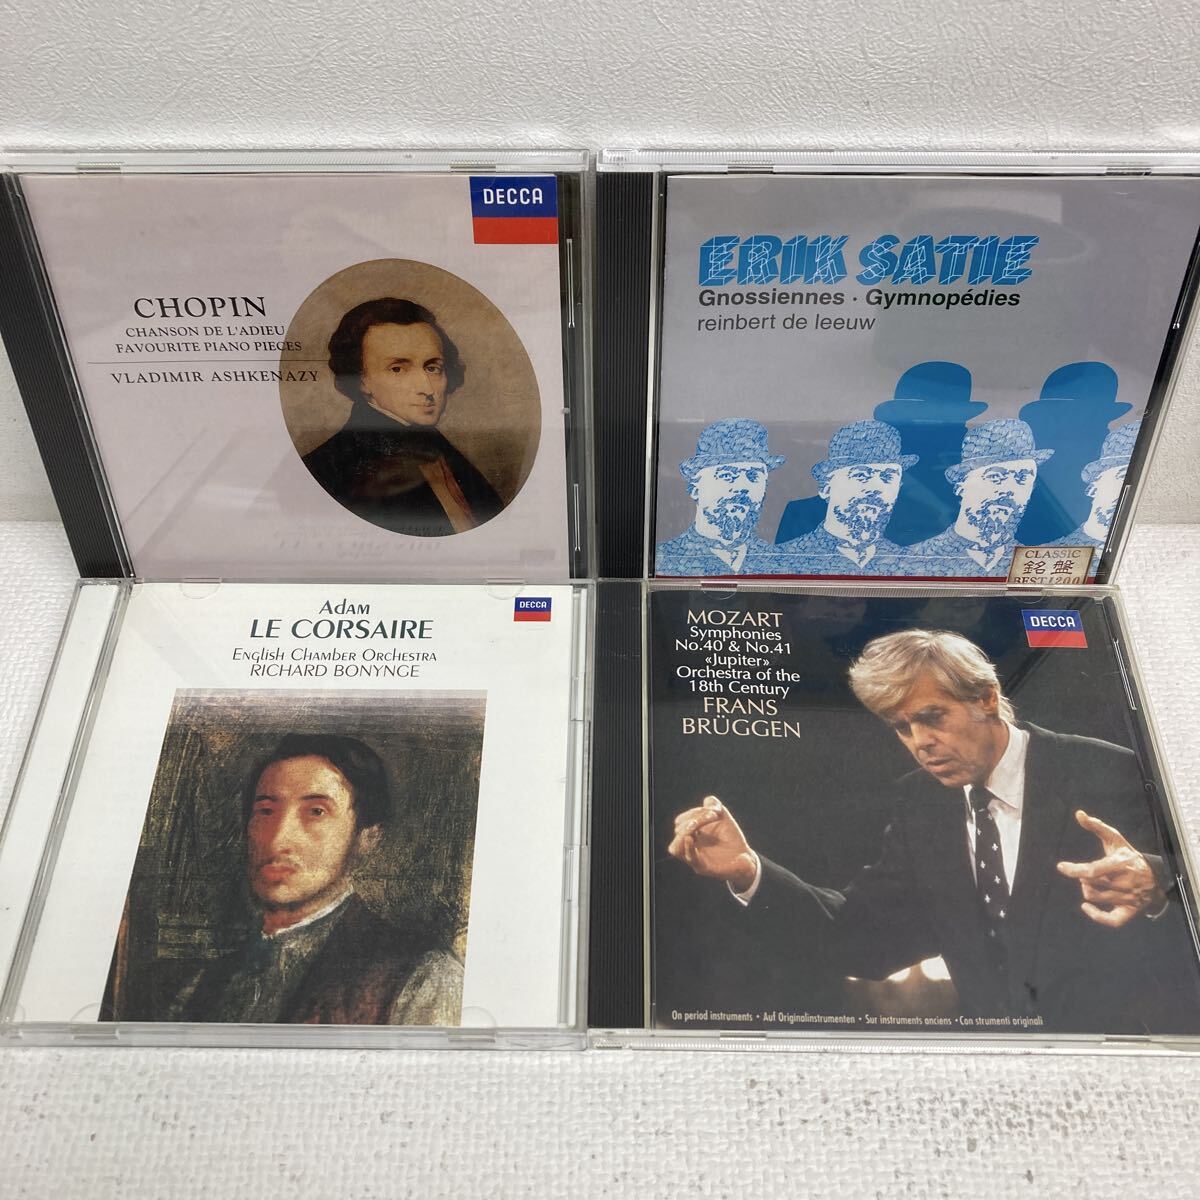 DECCA
CHOPIN
CHANSON DE L'ADIEU
FAVOURITE PIANO PIECES
VLADIMIR ASHKENAZY
ERIK SATIE
Gnossiennes · Gymnopédies
reinbert de leeuw
CLASSIC
銘盤
BEST 1200
Adam
LE CORSAIRE
English Chamber Orchestra
RICHARD BONYNGE
DECCA
MOZART
Symphonies
No.40 & No.41
«Jupiter»
Orchestra of the
18th Century
FRANS
BRÜGGEN
DECCA
On period instruments • Auf Originalinstrumenten • Sur instruments anciens • Con strumenti originali